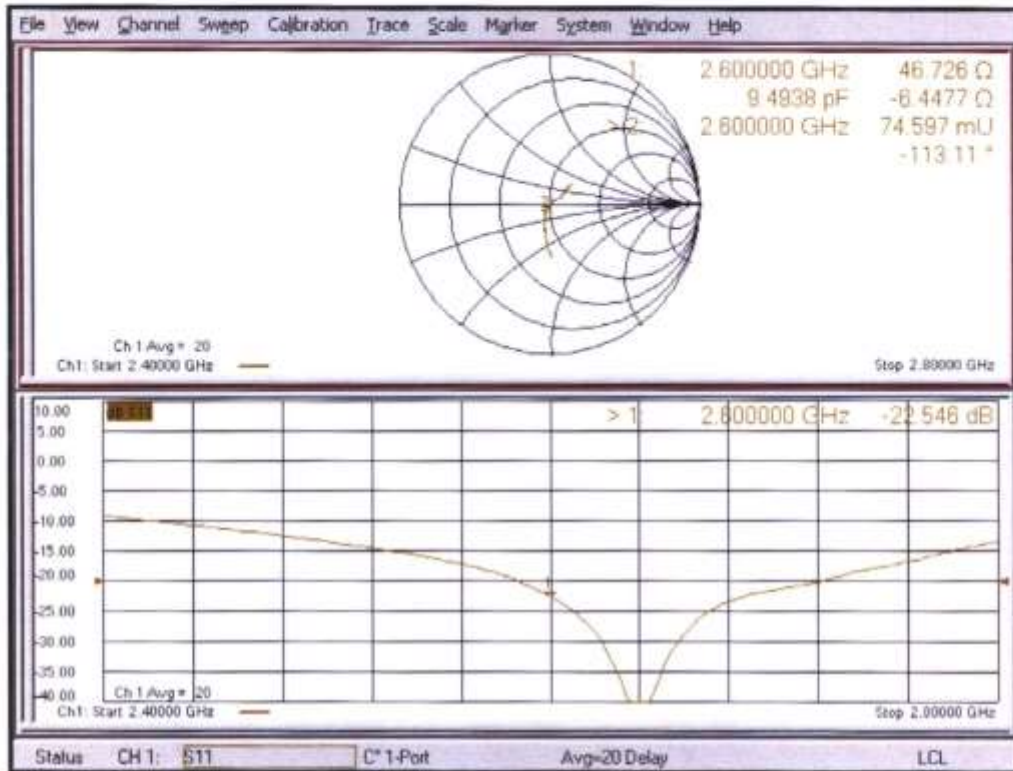 File View Channel Sweep Calibration Trace Scale Marker System Window Help
1 2.600000 GHz 46.726 Ω
9.4938 pF -6.4477 Ω
> 2 2.600000 GHz 74.597 mU
-113.11 °
Ch 1 Avg = 20
Ch1: Start 2.40000 GHz
Stop 2.80000 GHz
10.00
> 1 2.600000 GHz -22.546 dB
5.00
0.00
-5.00
-10.00
-15.00
-20.00
-25.00
-30.00
-35.00
-40.00
Ch 1 Avg = 20
Ch1: Start 2.40000 GHz
Stop 2.80000 GHz
Status CH 1: S11 C* 1-Port Avg=20 Delay LCL